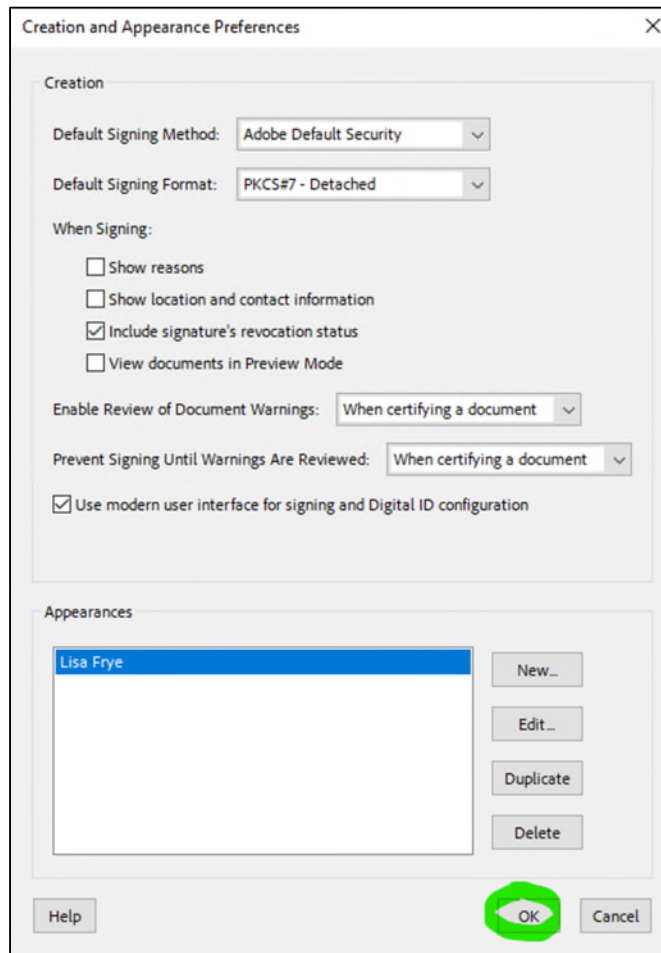 Creation and Appearance Preferences
Creation
Default Signing Method: Adobe Default Security
Default Signing Format: PKCS#7 - Detached
When Signing:
Show reasons
Show location and contact information
Include signature's revocation status
View documents in Preview Mode
Enable Review of Document Warnings: When certifying a document
Prevent Signing Until Warnings Are Reviewed: When certifying a document
Use modern user interface for signing and Digital ID configuration
Appearances
Lisa Frye
New...
Edit...
Duplicate
Delete
Help OK Cancel